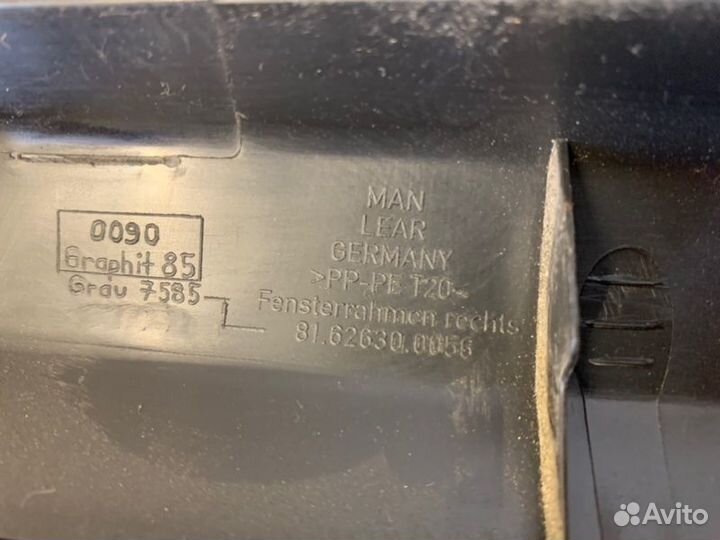 0090
Graphit 85
Grau 7585
MAN
LEAR
GERMANY
>PP-PE T20<
Fensterrahmen rechts
81.62630.0056
Avito